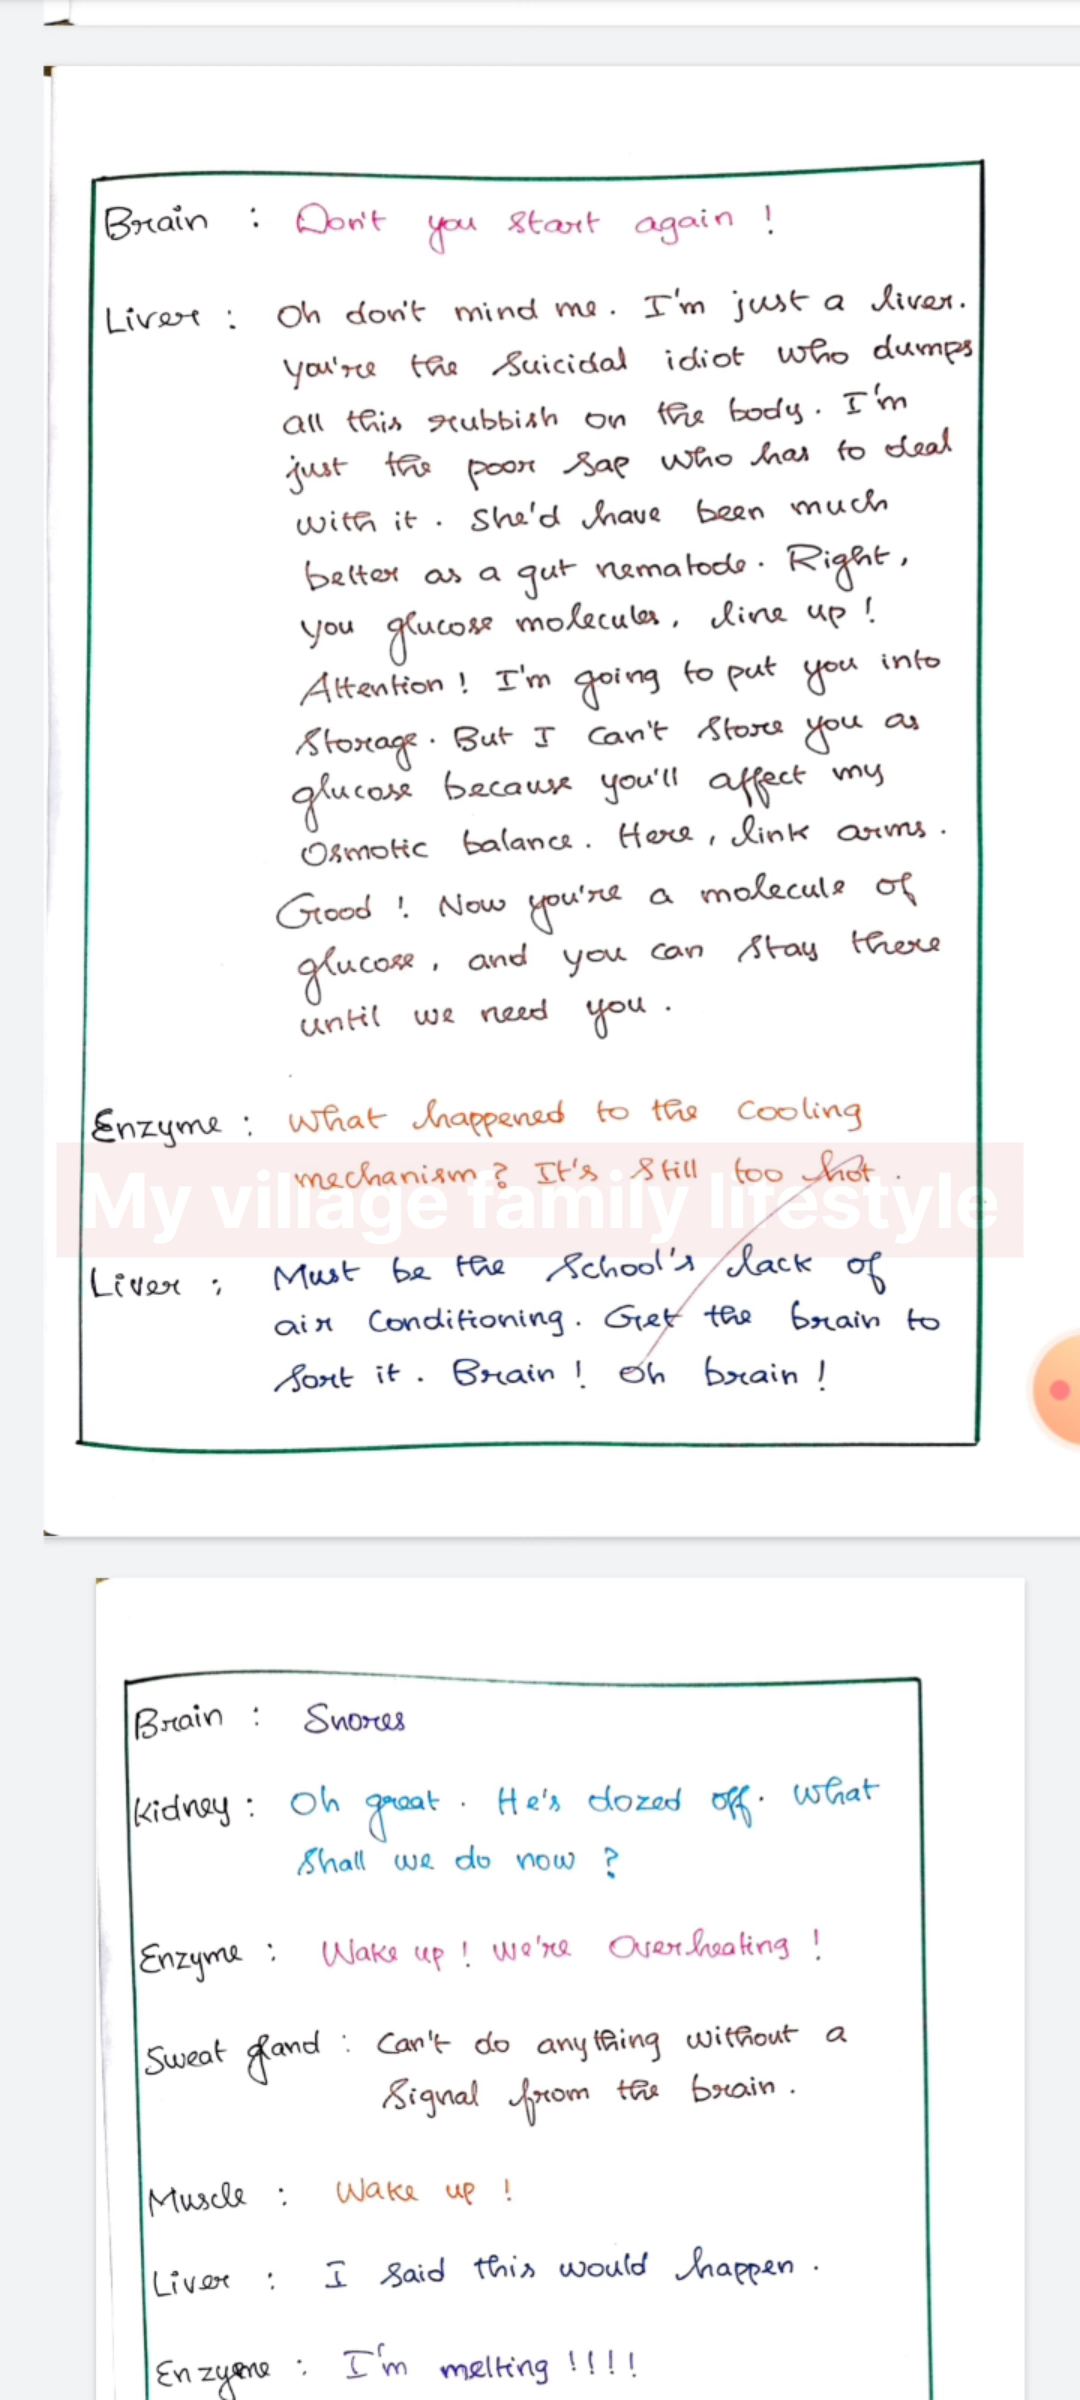 Brain : Don't you start again !
Liver : Oh don't mind me. I'm just a liver.
you're the suicidal idiot who dumps
all this rubbish on the body. I'm
just the poor sap who has to deal
with it. She'd have been much
better as a gut nematode. Right,
you glucose molecules, line up !
Attention ! I'm going to put you into
storage. But I can't store you as
glucose because you'll affect my
Osmotic balance. Here, link arms.
Good ! Now you're a molecule of
glucose, and you can stay there
until we need you.
Enzyme : What happened to the cooling
mechanism ? It's still too hot.
My village family lifestyle
Liver : Must be the school's lack of
air conditioning. Get the brain to
sort it. Brain ! Oh brain !
Brain : Snores
Kidney : Oh great. He's dozed off. What
shall we do now ?
Enzyme : Wake up ! We're Overheating !
Sweat gland : Can't do anything without a
signal from the brain.
Muscle : Wake up !
Liver : I said this would happen.
Enzyme : I'm melting !!!!